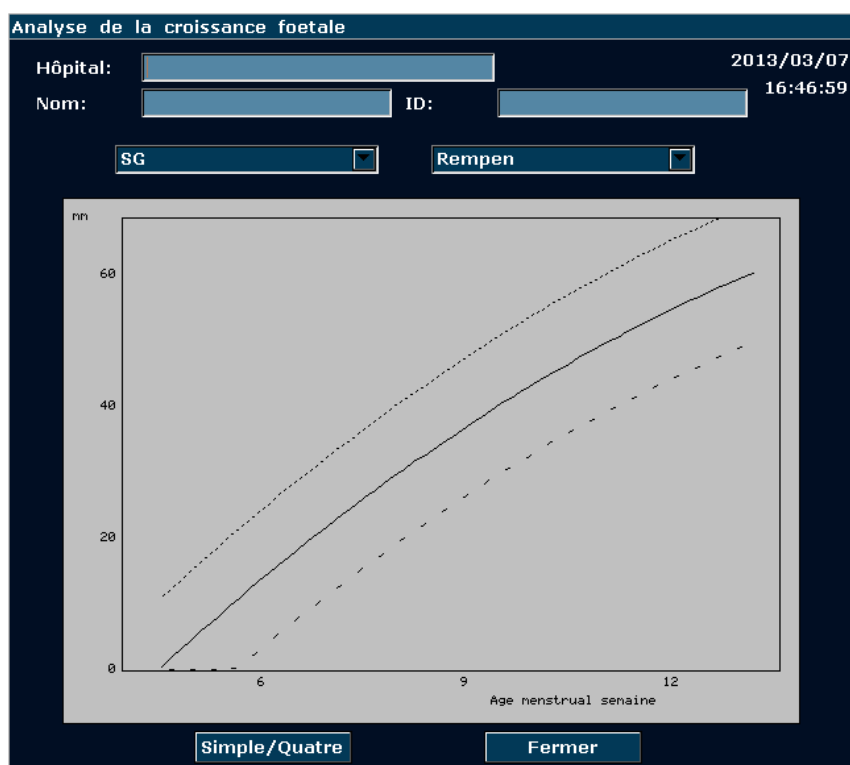 Analyse de la croissance foetale
Hôpital:
2013/03/07
Nom:
ID:
16:46:59
SG
Rempen
mm
60
40
20
0
6 9 12
Age menstrual semaine
Simple/Quatre
Fermer